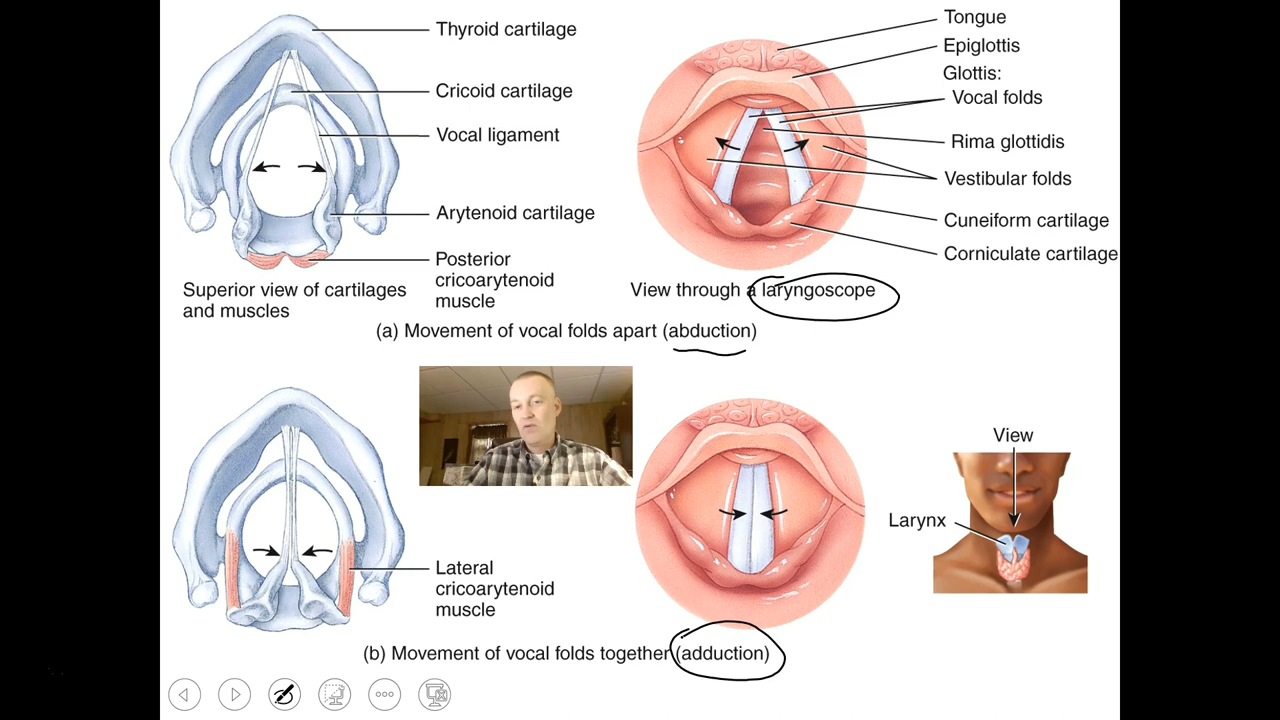 Thyroid cartilage
Cricoid cartilage
Vocal ligament
Arytenoid cartilage
Posterior
cricoarytenoid
muscle
Superior view of cartilages
and muscles
Tongue
Epiglottis
Glottis:
Vocal folds
Rima glottidis
Vestibular folds
Cuneiform cartilage
Corniculate cartilage
View through a laryngoscope
(a) Movement of vocal folds apart (abduction)
Lateral
cricoarytenoid
muscle
View
Larynx
(b) Movement of vocal folds together (adduction)